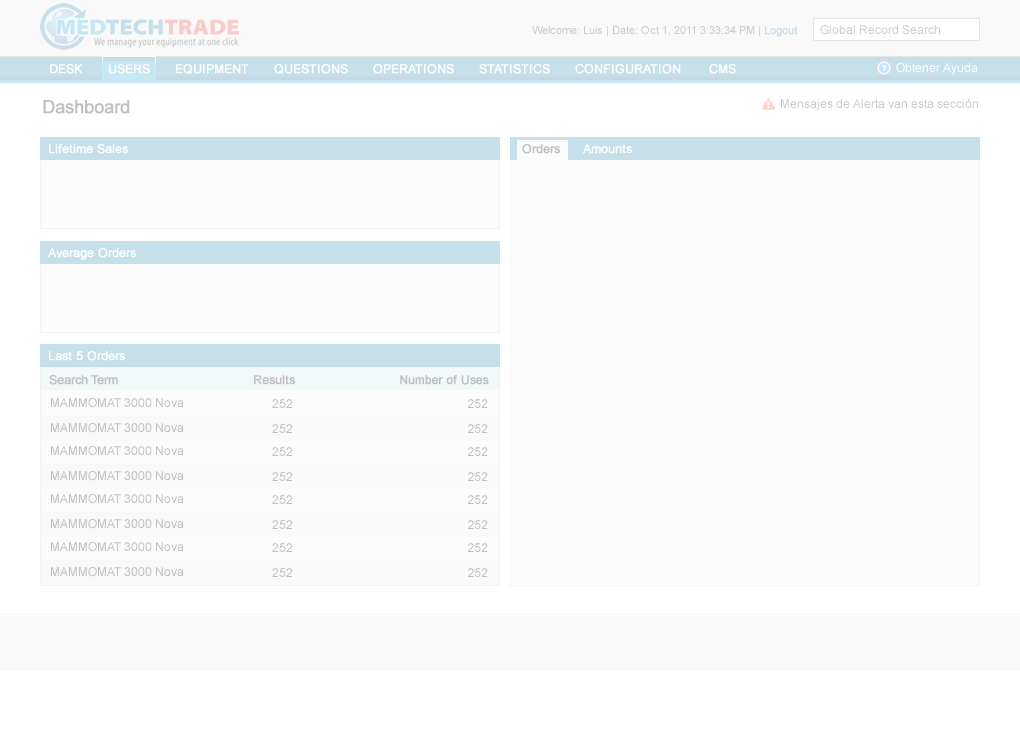 MEDTECHTRADE
We manage your equipment at one click
Welcome: Luis | Date: Oct 1, 2011 3:33:34 PM | Logout
Global Record Search
DESK USERS EQUIPMENT QUESTIONS OPERATIONS STATISTICS CONFIGURATION CMS Obtener Ayuda
Dashboard
Mensajes de Alerta van esta sección
Lifetime Sales
Orders Amounts
Average Orders
Last 5 Orders
Search Term Results Number of Uses
MAMMOMAT 3000 Nova 252 252
MAMMOMAT 3000 Nova 252 252
MAMMOMAT 3000 Nova 252 252
MAMMOMAT 3000 Nova 252 252
MAMMOMAT 3000 Nova 252 252
MAMMOMAT 3000 Nova 252 252
MAMMOMAT 3000 Nova 252 252
MAMMOMAT 3000 Nova 252 252